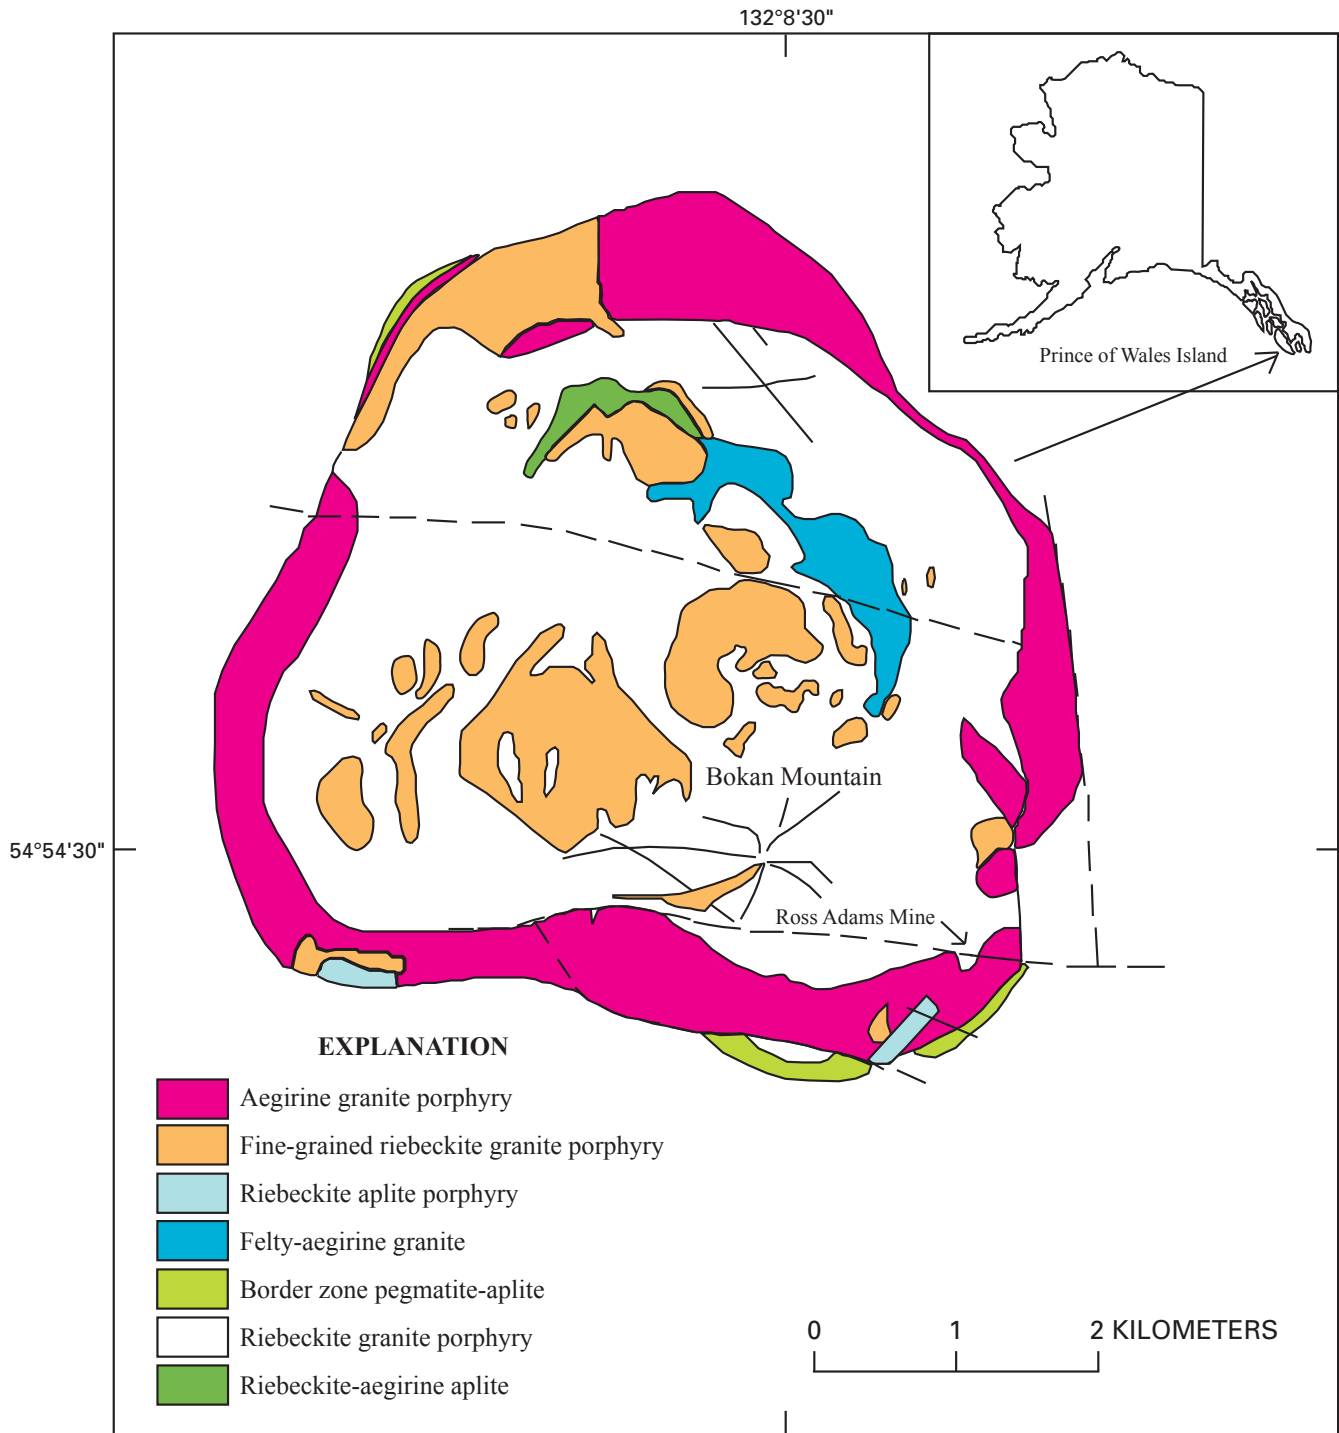 132°8'30"
Prince of Wales Island
Bokan Mountain
54°54'30"
Ross Adams Mine
EXPLANATION
Aegirine granite porphyry
Fine-grained riebeckite granite porphyry
Riebeckite aplite porphyry
Felty-aegirine granite
Border zone pegmatite-aplite
Riebeckite granite porphyry
Riebeckite-aegirine aplite
0 1 2 KILOMETERS